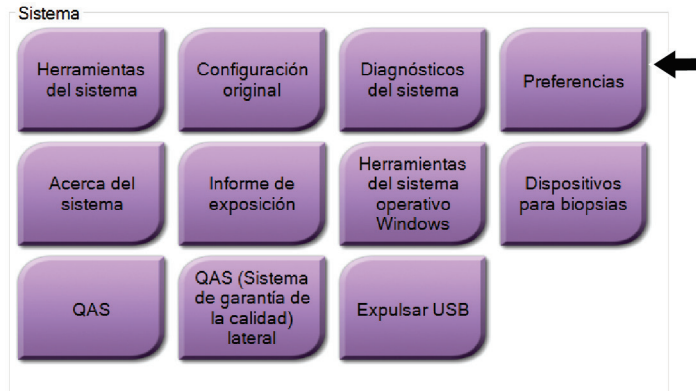 Sistema
Herramientas
del sistema
Configuración
original
Diagnósticos
del sistema
Preferencias
Acerca del
sistema
Informe de
exposición
Herramientas
del sistema
operativo
Windows
Dispositivos
para biopsias
QAS
QAS (Sistema
de garantía de
la calidad)
lateral
Expulsar USB